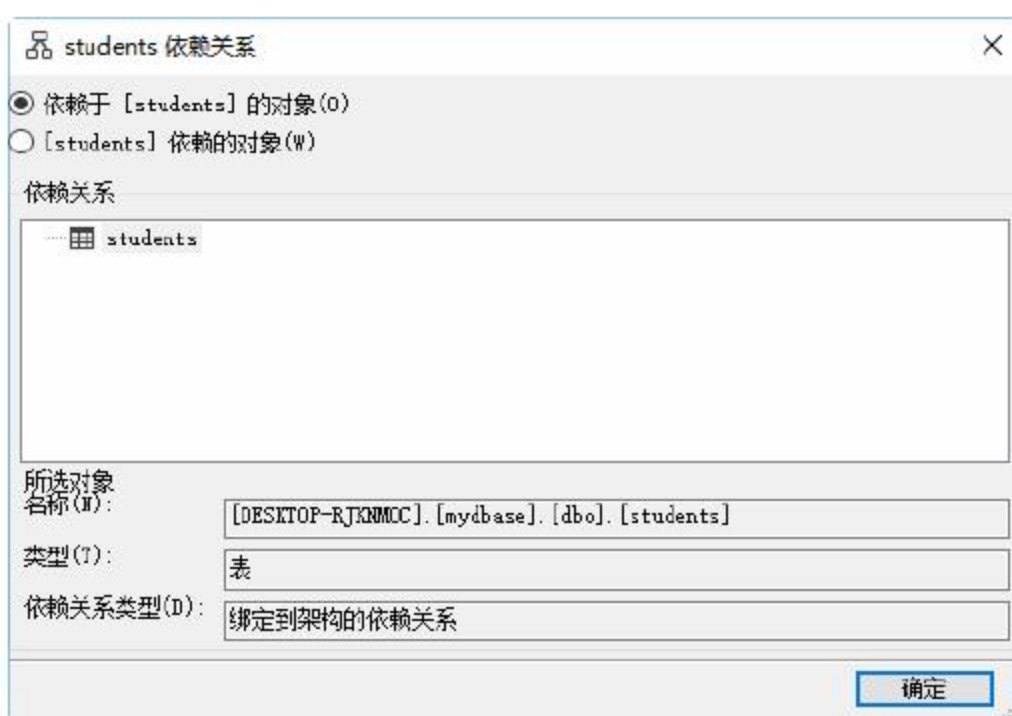 students 依赖关系
依赖于 [students] 的对象(O)
[students] 依赖的对象(W)
依赖关系
students
所选对象
名称(N):
[DESKTOP-RJKNMOC].[mydbase].[dbo].[students]
类型(T):
表
依赖关系类型(D):
绑定到架构的依赖关系
确定